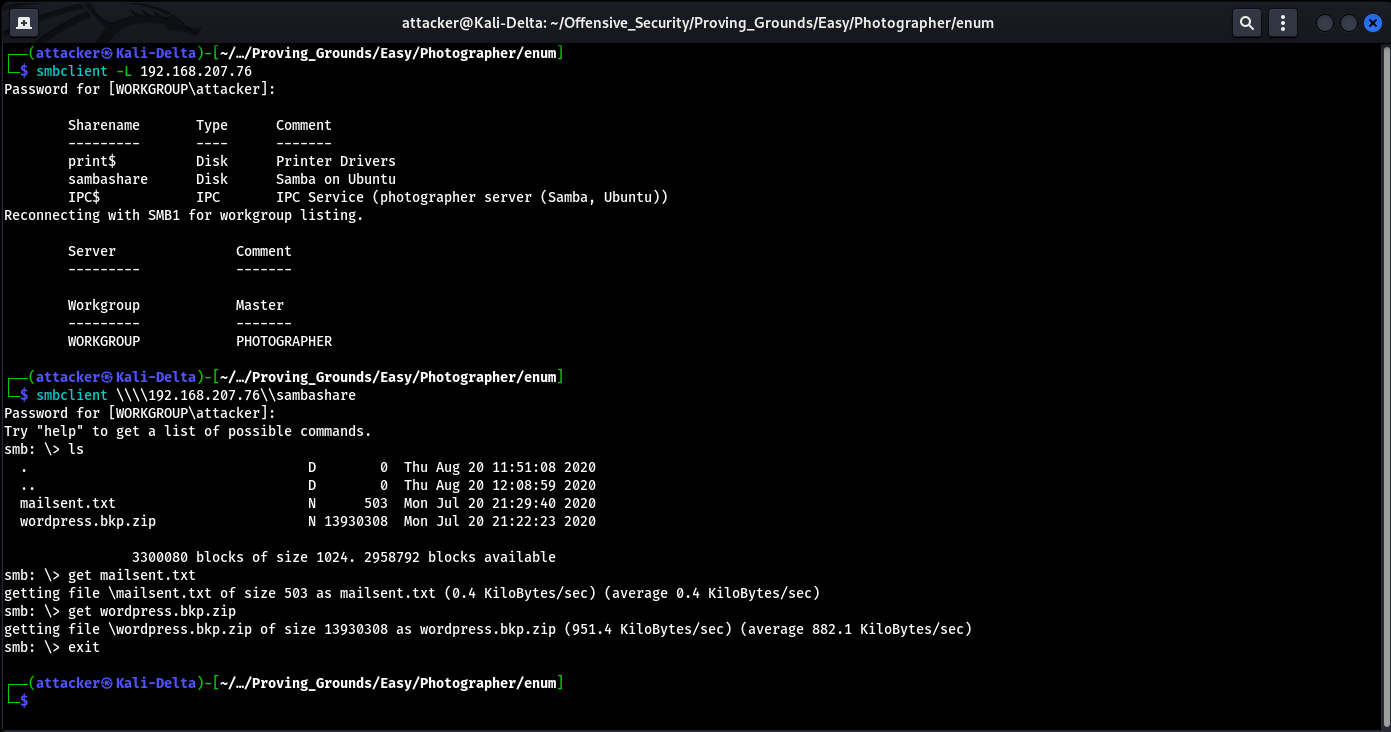 attacker@Kali-Delta: ~/Offensive_Security/Proving_Grounds/Easy/Photographer/enum
┌──(attacker㉿Kali-Delta)-[~/…/Proving_Grounds/Easy/Photographer/enum]
└─$ smbclient -L 192.168.207.76
Password for [WORKGROUP\attacker]:

        Sharename       Type      Comment
        ---------       ----      -------
        print$          Disk      Printer Drivers
        sambashare      Disk      Samba on Ubuntu
        IPC$            IPC       IPC Service (photographer server (Samba, Ubuntu))
Reconnecting with SMB1 for workgroup listing.

        Server               Comment
        ---------            -------

        Workgroup            Master
        ---------            -------
        WORKGROUP            PHOTOGRAPHER

┌──(attacker㉿Kali-Delta)-[~/…/Proving_Grounds/Easy/Photographer/enum]
└─$ smbclient \\\\192.168.207.76\\sambashare
Password for [WORKGROUP\attacker]:
Try "help" to get a list of possible commands.
smb: \> ls
  .                                   D        0  Thu Aug 20 11:51:08 2020
  ..                                  D        0  Thu Aug 20 12:08:59 2020
  mailsent.txt                        N      503  Mon Jul 20 21:29:40 2020
  wordpress.bkp.zip                   N 13930308  Mon Jul 20 21:22:23 2020

                3300080 blocks of size 1024. 2958792 blocks available
smb: \> get mailsent.txt
getting file \mailsent.txt of size 503 as mailsent.txt (0.4 KiloBytes/sec) (average 0.4 KiloBytes/sec)
smb: \> get wordpress.bkp.zip
getting file \wordpress.bkp.zip of size 13930308 as wordpress.bkp.zip (951.4 KiloBytes/sec) (average 882.1 KiloBytes/sec)
smb: \> exit

┌──(attacker㉿Kali-Delta)-[~/…/Proving_Grounds/Easy/Photographer/enum]
└─$